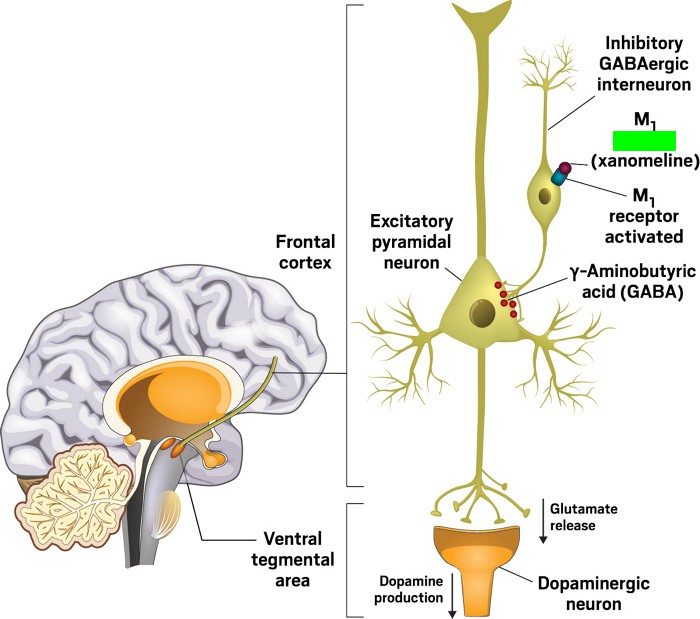 Inhibitory
GABAergic
interneuron
M1
(xanomeline)
M1
receptor
activated
Excitatory
pyramidal
neuron
Frontal
cortex
γ-Aminobutyric
acid (GABA)
Glutamate
release
Ventral
tegmental
area
Dopamine
production
Dopaminergic
neuron